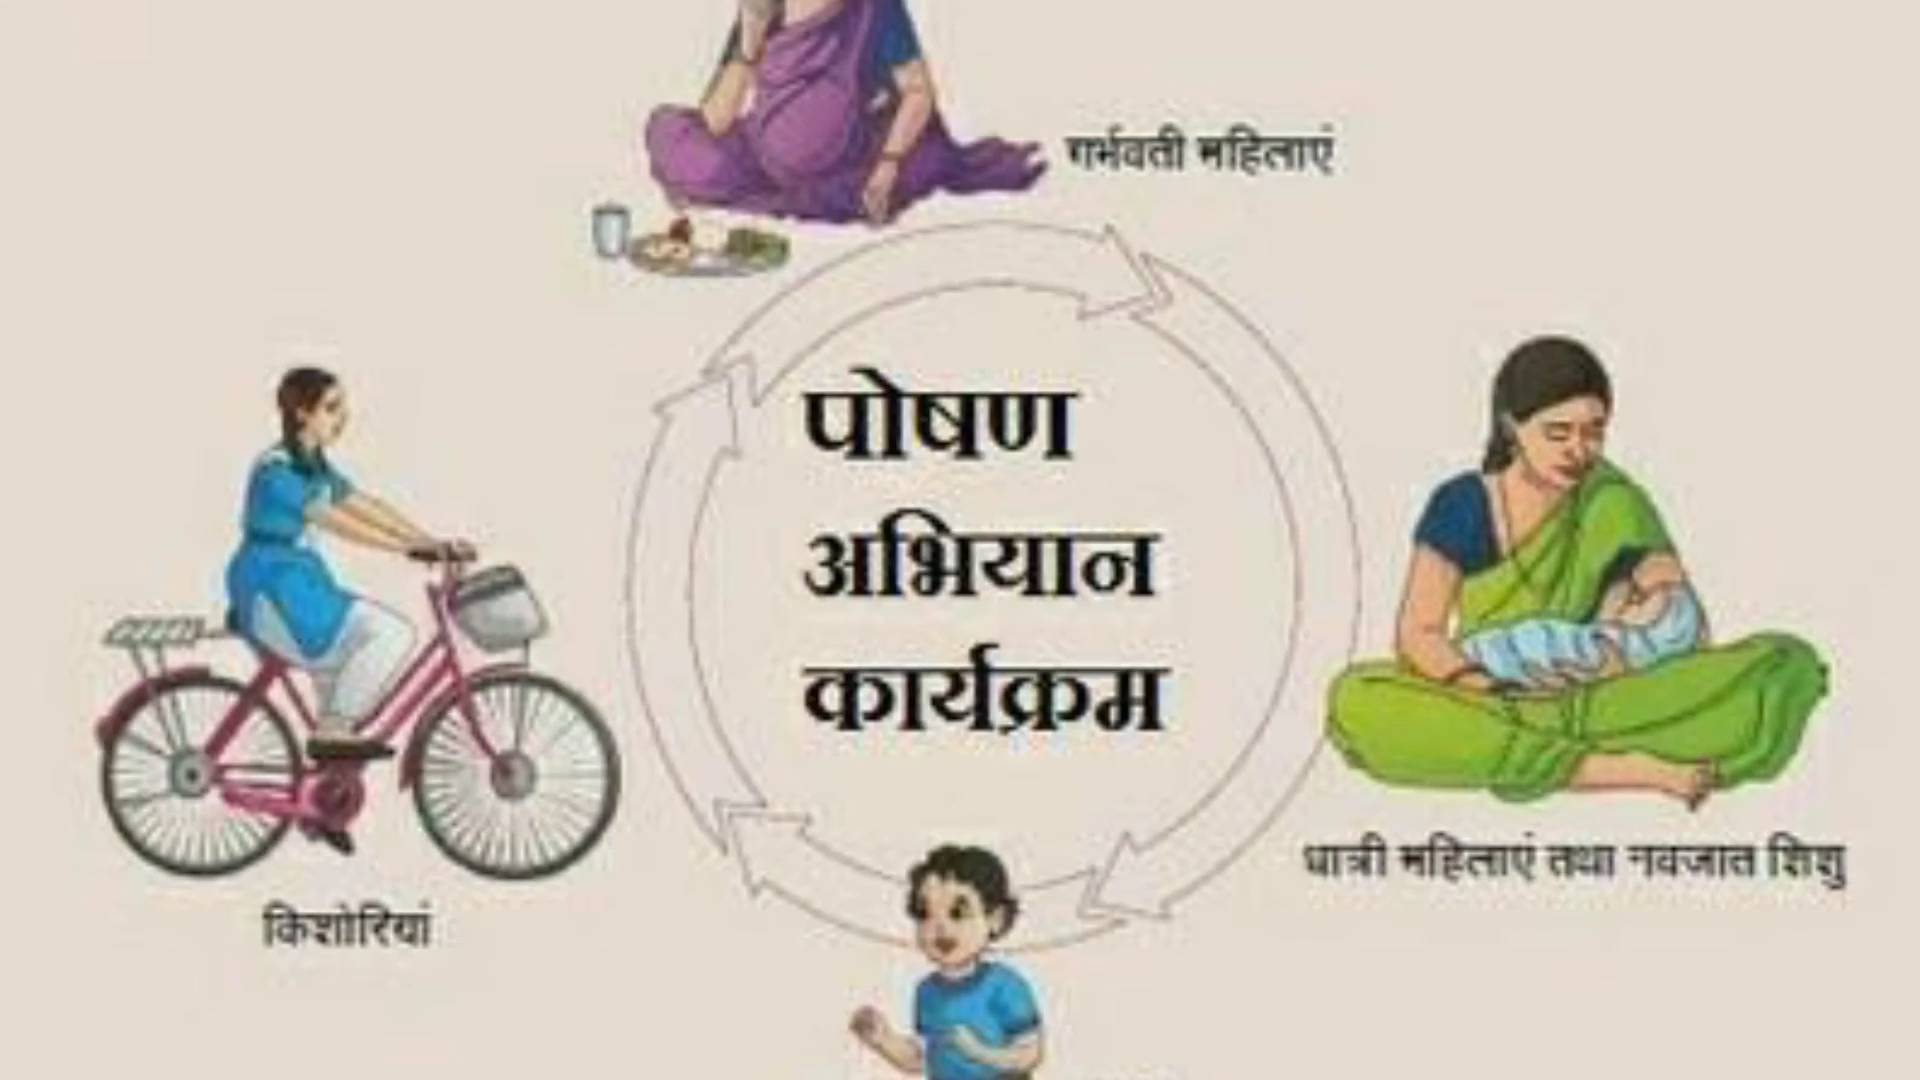 गर्भवती महिलाएं
पोषण
अभियान
कार्यक्रम
धात्री महिलाएं तथा नवजात शिशु
किशोरियां